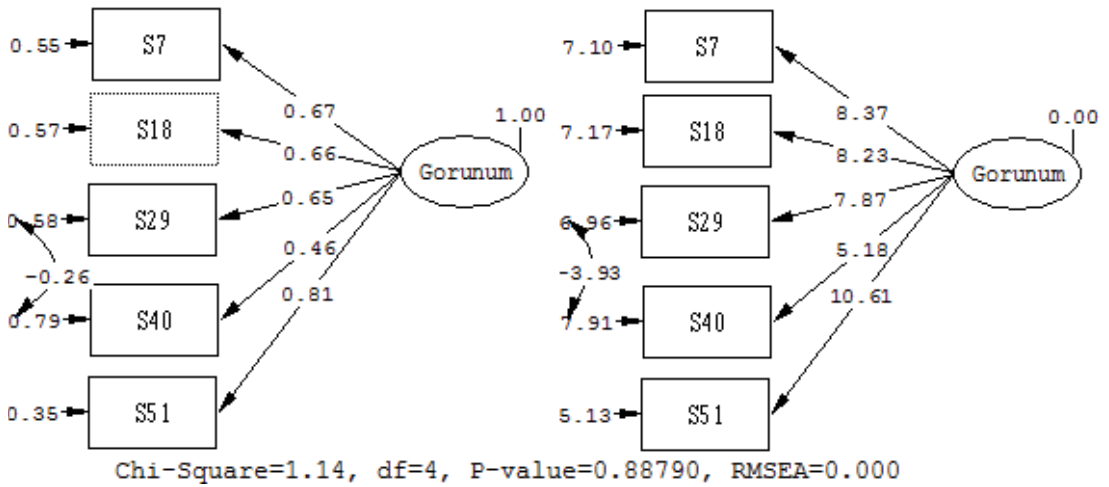 0.55 S7 0.67 7.10 S7 8.37
1.00 0.00
0.57 S18 0.66 7.17 S18 8.23
Gorunum Gorunum
0.58 S29 0.65 6.96 S29 7.87
0.46 5.18
-0.26 -3.93
0.81 10.61
0.79 S40 7.91 S40
0.35 S51 5.13 S51
Chi-Square=1.14, df=4, P-value=0.88790, RMSEA=0.000